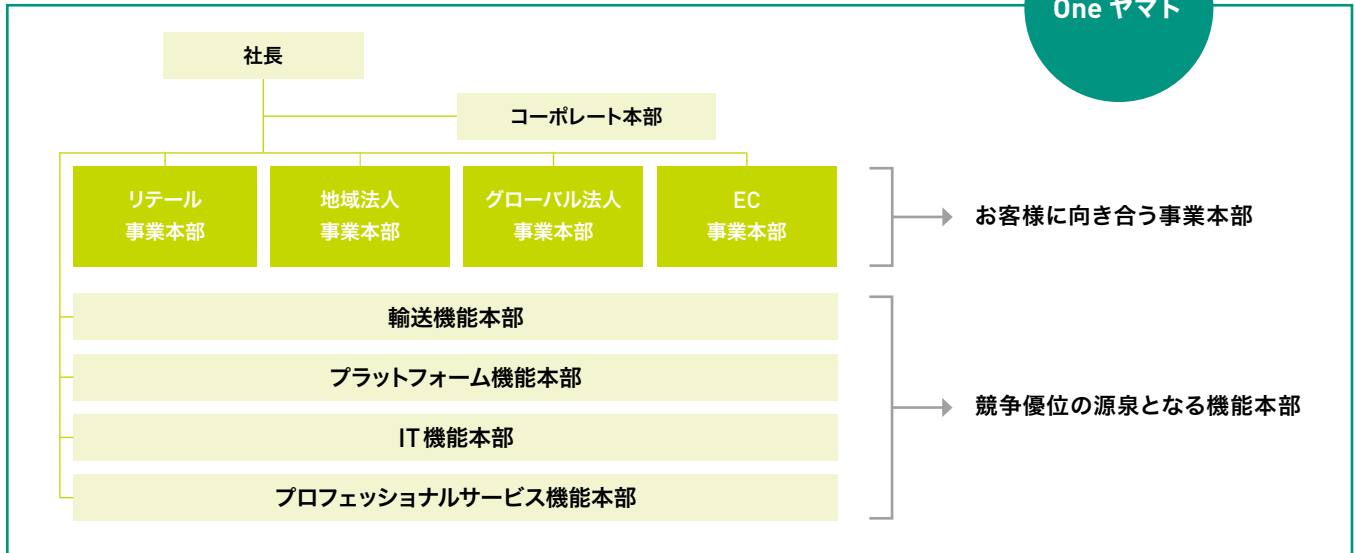 One ヤマト
社長
コーポレート本部
リテール
事業本部
地域法人
事業本部
グローバル法人
事業本部
EC
事業本部
お客様に向き合う事業本部
輸送機能本部
プラットフォーム機能本部
IT機能本部
プロフェッショナルサービス機能本部
競争優位の源泉となる機能本部